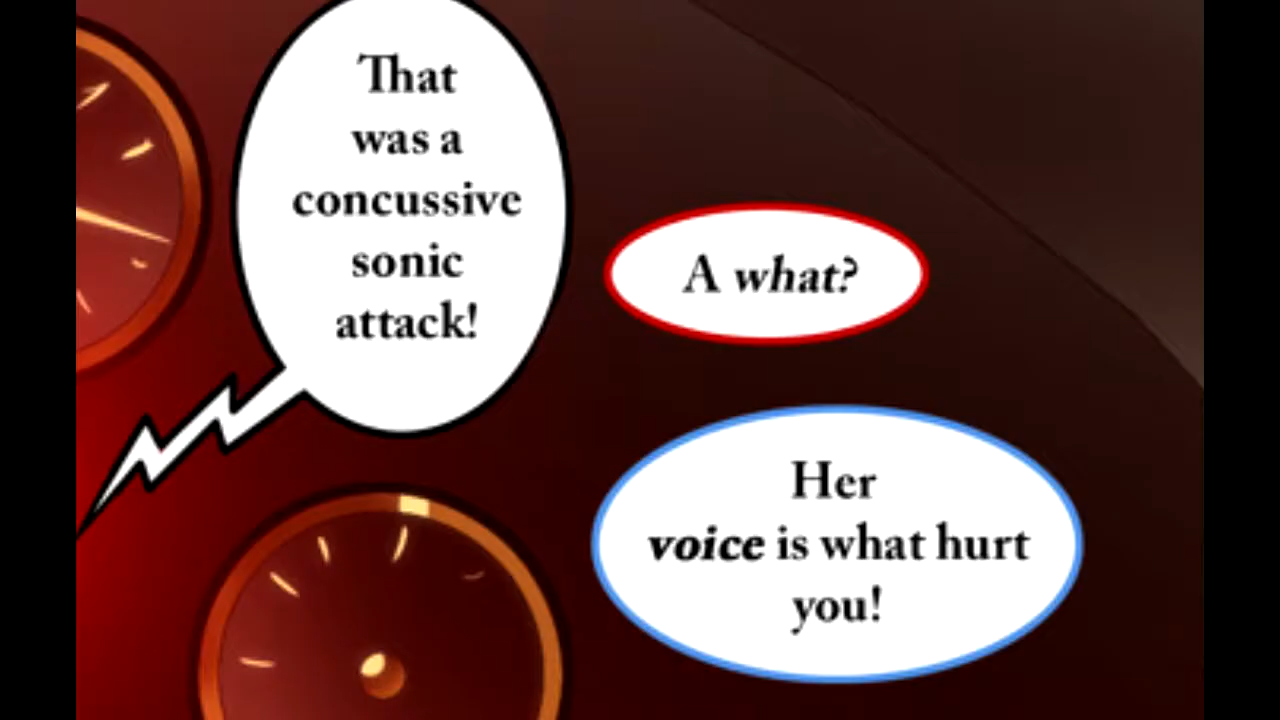 That
was a
concussive
sonic
attack!
A what?
Her
voice is what hurt
you!